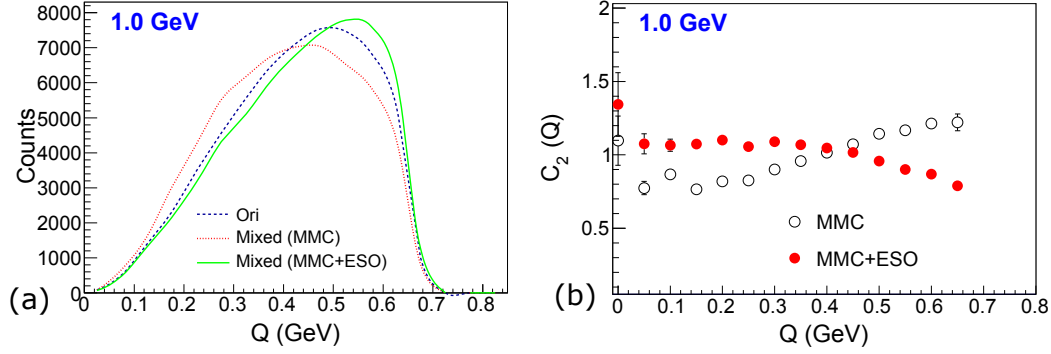 1.0 GeV
8000
7000
6000
5000
4000
3000
2000
1000
0
Counts
Ori
Mixed (MMC)
Mixed (MMC+ESO)
0 0.1 0.2 0.3 0.4 0.5 0.6 0.7 0.8
Q (GeV)
(a)
1.0 GeV
2
1.5
1
0.5
0
C₂ (Q)
MMC
MMC+ESO
0 0.1 0.2 0.3 0.4 0.5 0.6 0.7 0.8
Q (GeV)
(b)